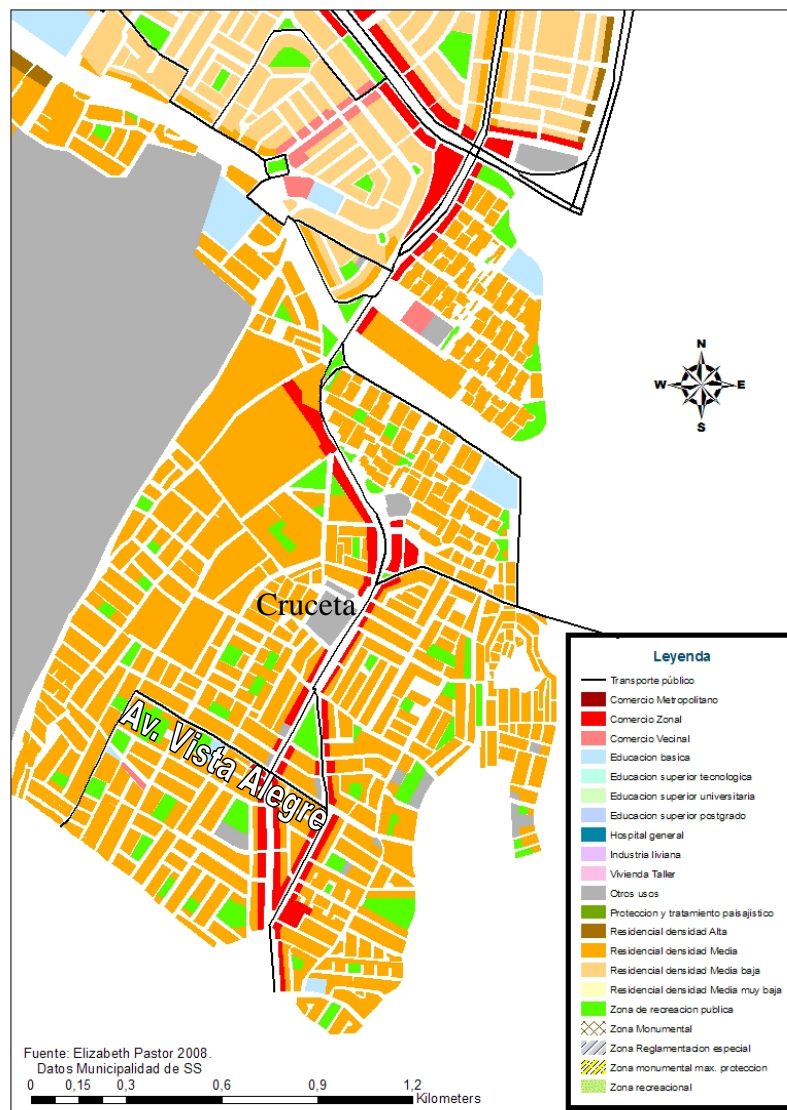 N
W
E
S
Cruceta
Av. Vista Alegre
Leyenda
Transporte público
Comercio Metropolitano
Comercio Zonal
Comercio Vecinal
Educacion basica
Educacion superior tecnologica
Educacion superior universitaria
Educacion superior postgrado
Hospital general
Industria liviana
Vivienda Taller
Otros usos
Proteccion y tratamiento paisajistico
Residencial densidad Alta
Residencial densidad Media
Residencial densidad Media baja
Residencial densidad Media muy baja
Zona de recreacion publica
Zona Monumental
Zona Reglamentacion especial
Zona monumental max. proteccion
Zona recreacional
Fuente: Elizabeth Pastor 2008.
Datos Municipalidad de SS
0 0,15 0,3 0,6 0,9 1,2
Kilometers